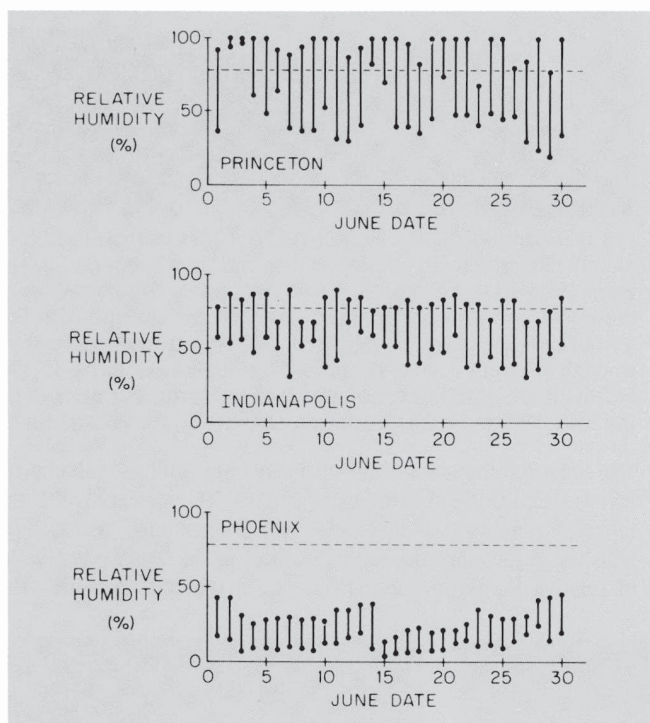 100
RELATIVE
HUMIDITY
(%)
50
PRINCETON
0
0 5 10 15 20 25 30
JUNE DATE
100
RELATIVE
HUMIDITY
(%)
50
INDIANAPOLIS
0
0 5 10 15 20 25 30
JUNE DATE
100
PHOENIX
RELATIVE
HUMIDITY
(%)
50
0
0 5 10 15 20 25 30
JUNE DATE